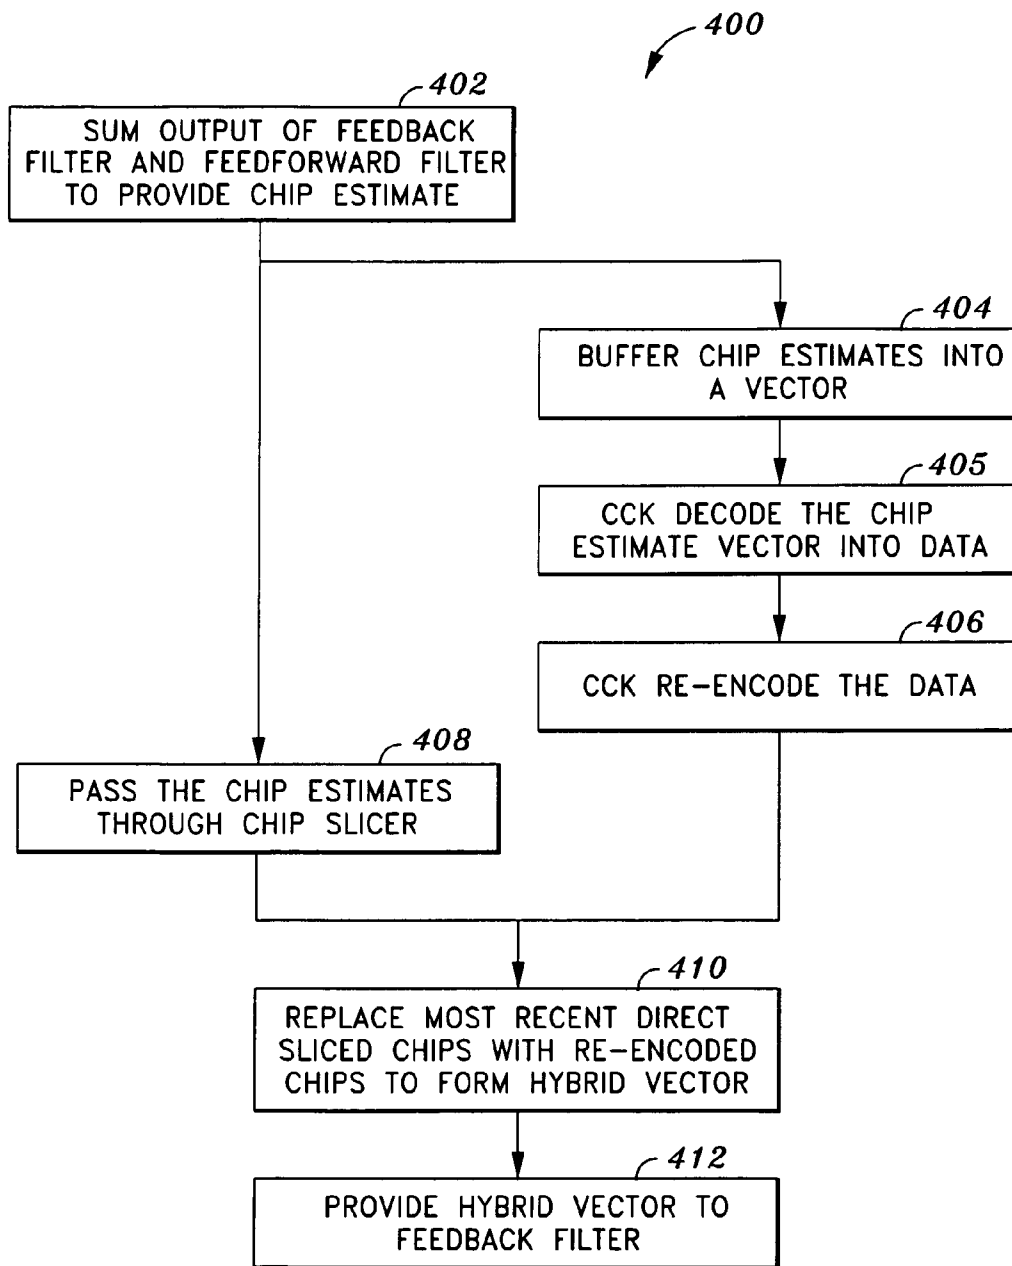 400
402
SUM OUTPUT OF FEEDBACK
FILTER AND FEEDFORWARD FILTER
TO PROVIDE CHIP ESTIMATE
404
BUFFER CHIP ESTIMATES INTO
A VECTOR
405
CCK DECODE THE CHIP
ESTIMATE VECTOR INTO DATA
406
CCK RE-ENCODE THE DATA
408
PASS THE CHIP ESTIMATES
THROUGH CHIP SLICER
410
REPLACE MOST RECENT DIRECT
SLICED CHIPS WITH RE-ENCODED
CHIPS TO FORM HYBRID VECTOR
412
PROVIDE HYBRID VECTOR TO
FEEDBACK FILTER